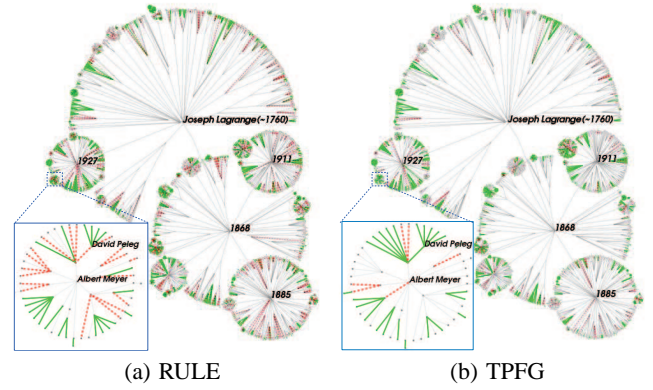 Joseph Lagrange(~1760)
1927
1911
1868
David Peleg
Albert Meyer
1885
(a) RULE
Joseph Lagrange(~1760)
1927
1911
1868
David Peleg
Albert Meyer
1885
(b) TPFG